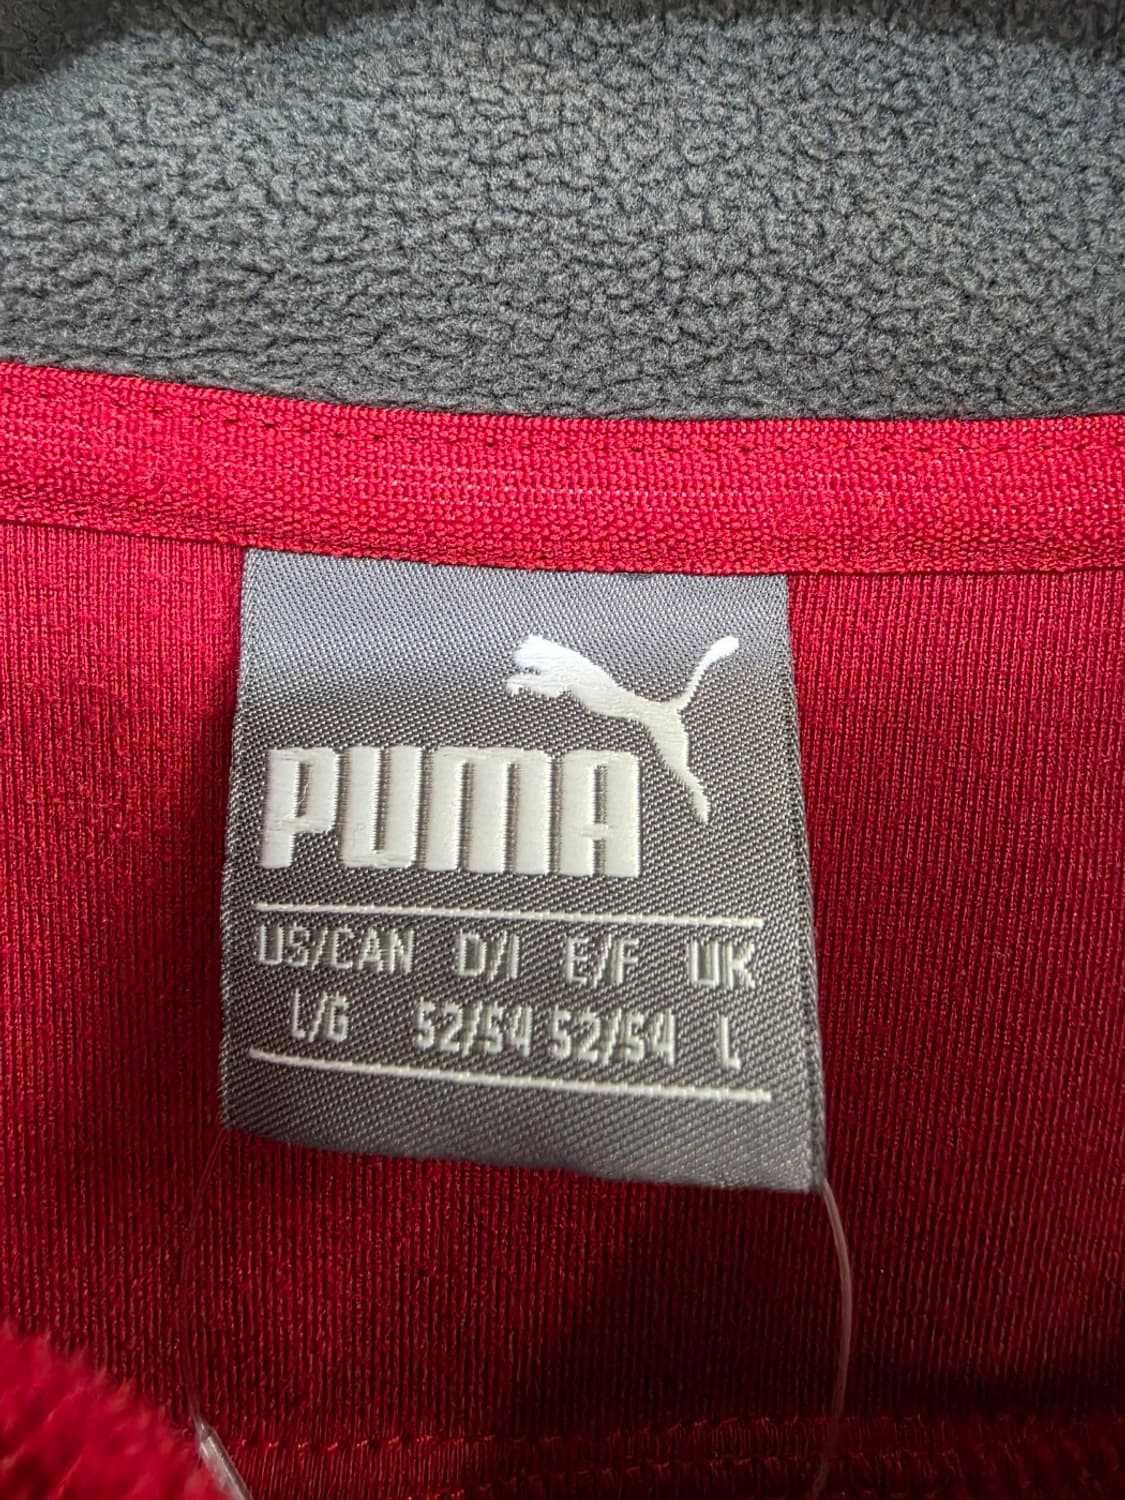 PUMA
US/CAN D/I E/F UK
L/G 52/54 52/54 L